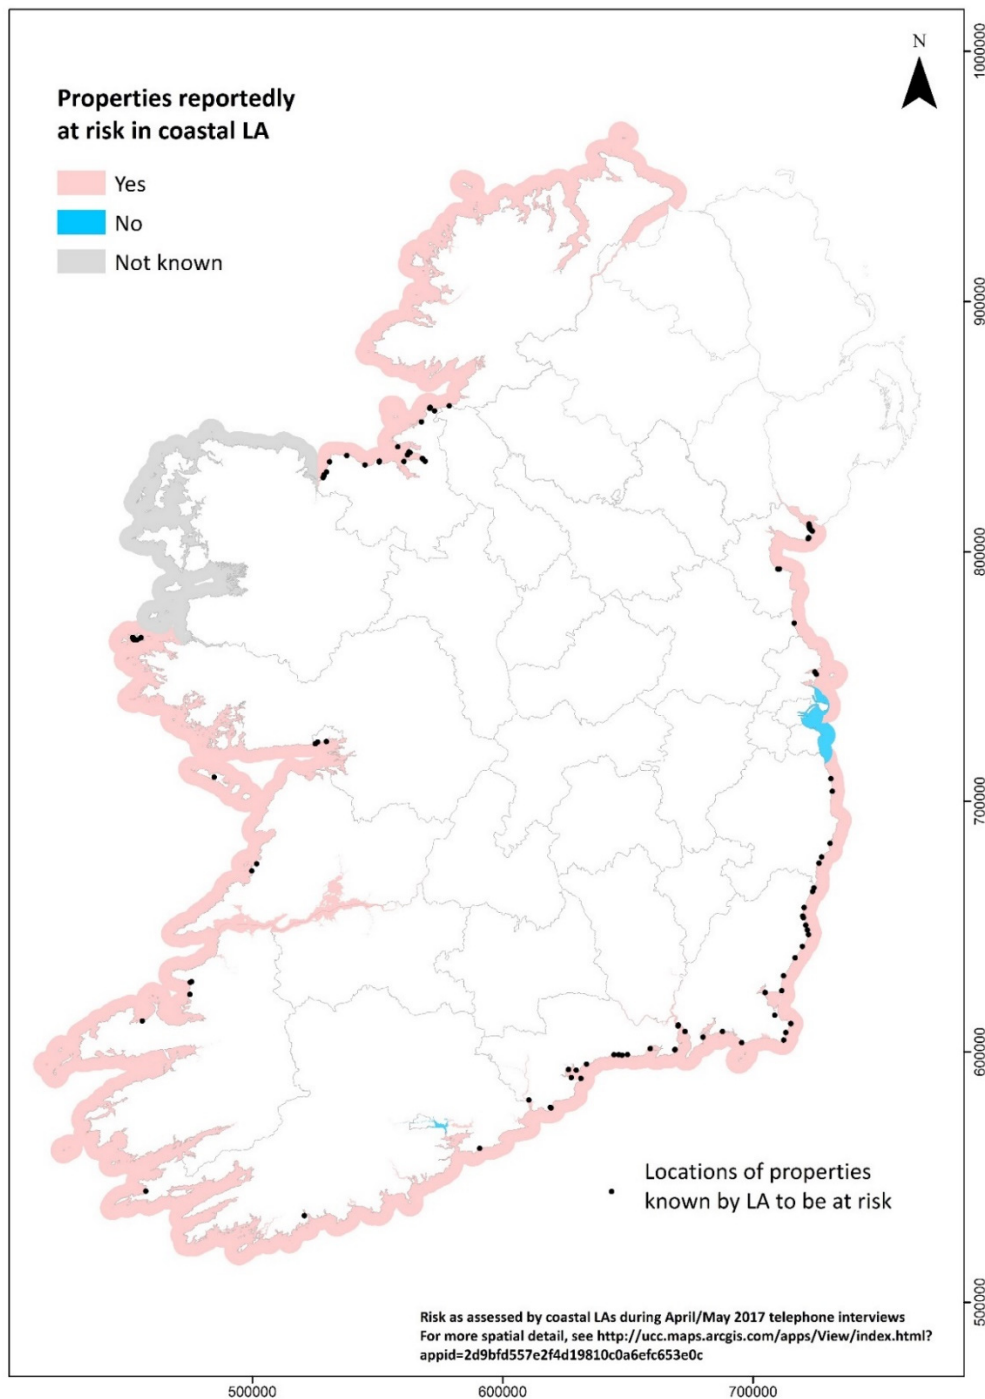 N
Properties reportedly
at risk in coastal LA
Yes
No
Not known
1000000
900000
800000
700000
600000
500000
Locations of properties
known by LA to be at risk
Risk as assessed by coastal LAs during April/May 2017 telephone interviews
For more spatial detail, see http://ucc.maps.arcgis.com/apps/View/index.html?
appid=2d9bfd557e2f4d19810c0a6efc653e0c
500000
600000
700000